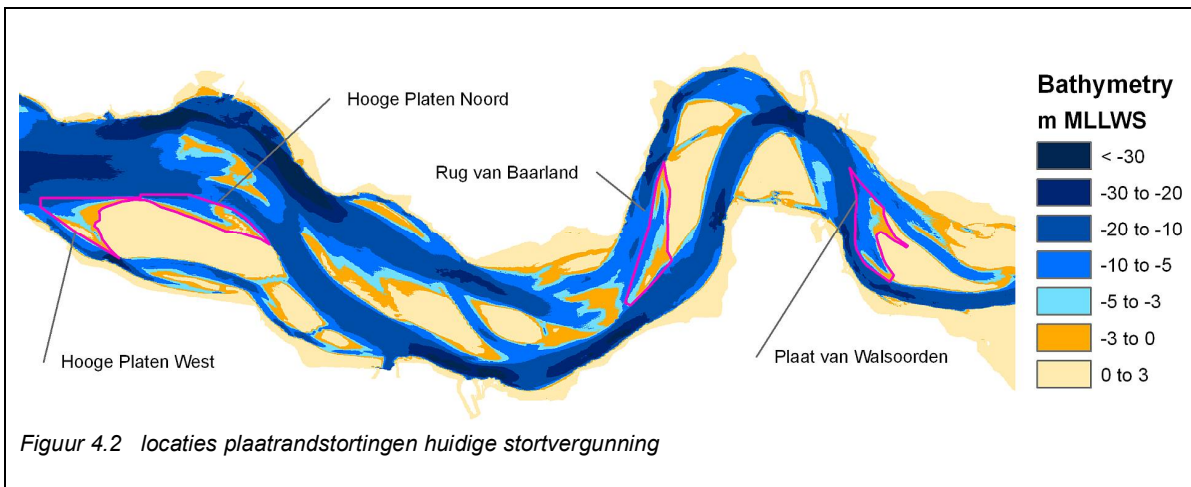 Hooge Platen Noord
Rug van Baarland
Hooge Platen West
Plaat van Walsoorden
Bathymetry
m MLLWS
< -30
-30 to -20
-20 to -10
-10 to -5
-5 to -3
-3 to 0
0 to 3
Figuur 4.2 locaties plaatrandstortingen huidige stortvergunning